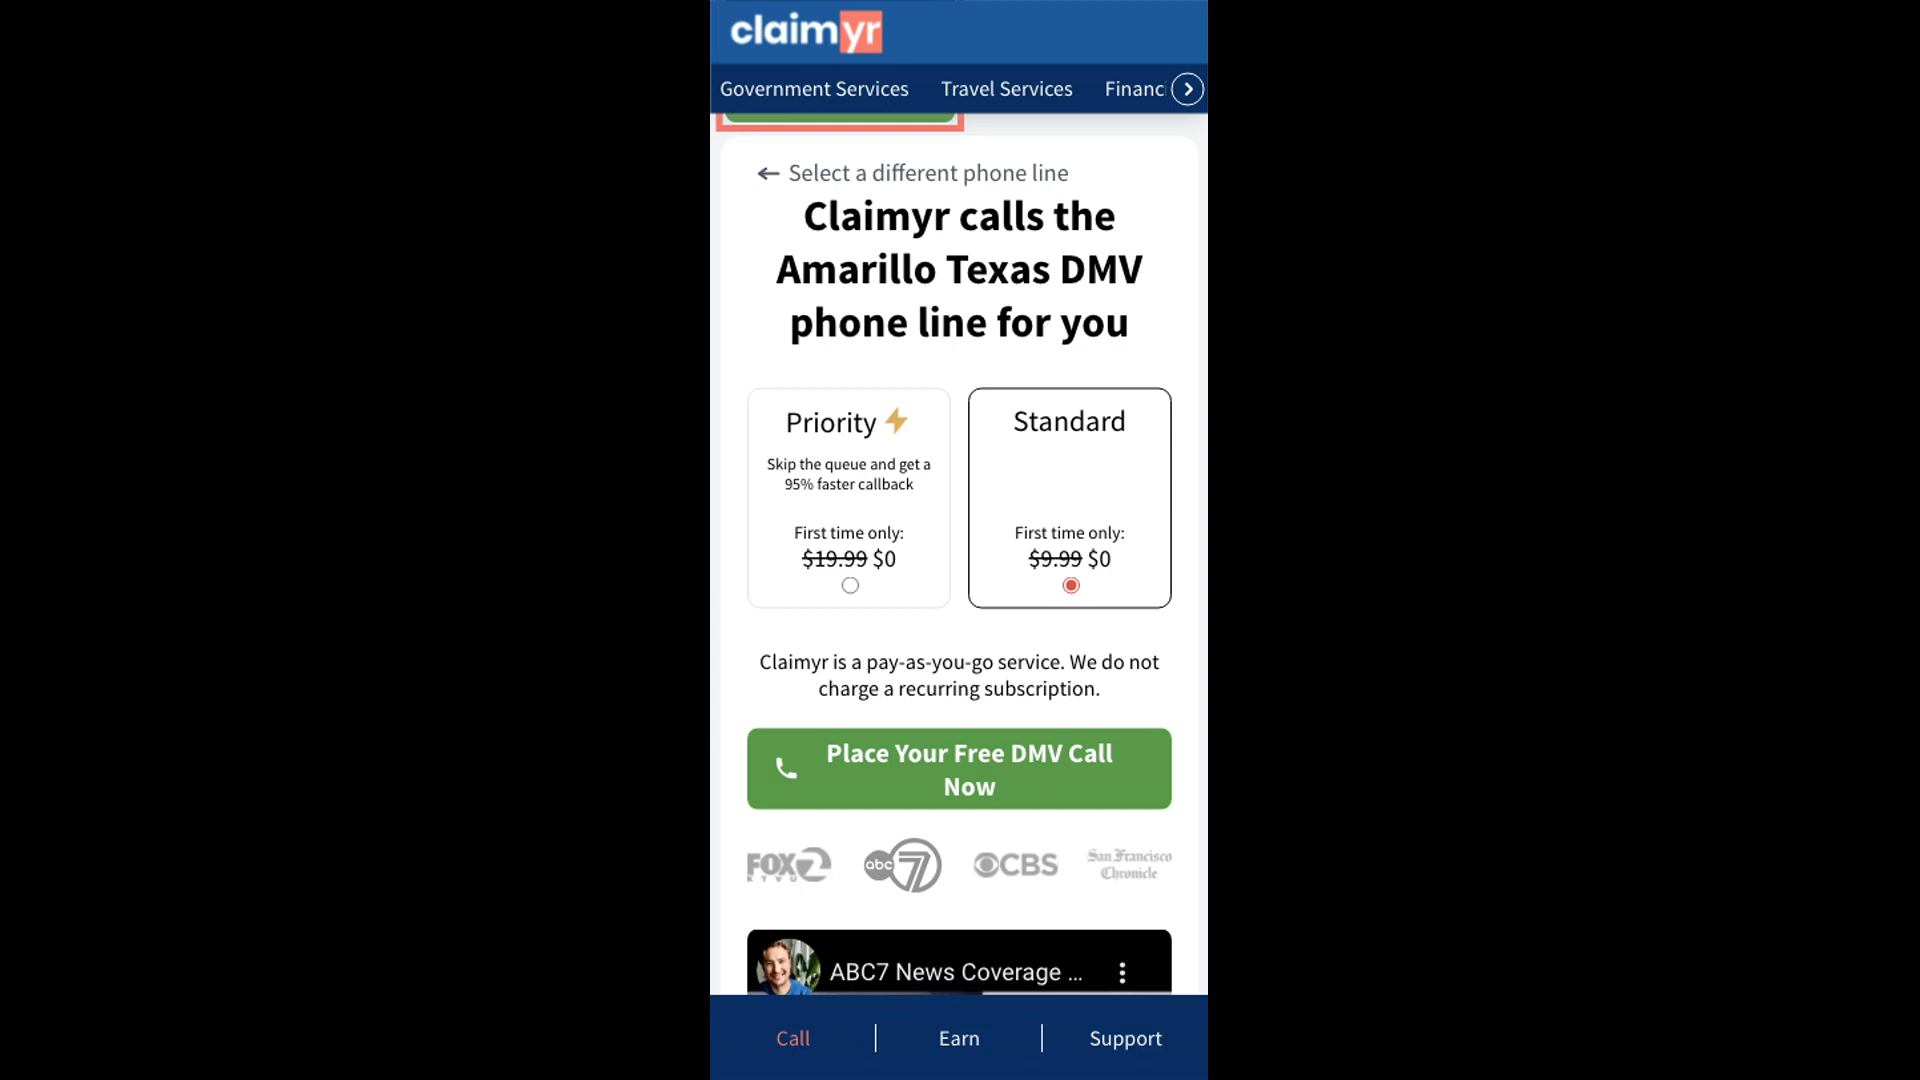 claimyr
Government Services Travel Services Financ
Select a different phone line
Claimyr calls the
Amarillo Texas DMV
phone line for you
Priority
Skip the queue and get a
95% faster callback
First time only:
$19.99 $0
Standard
First time only:
$9.99 $0
Claimyr is a pay-as-you-go service. We do not
charge a recurring subscription.
Place Your Free DMV Call
Now
FOX 2
KTVU
abc 7
CBS
San Francisco
Chronicle
ABC7 News Coverage ...
Call | Earn | Support